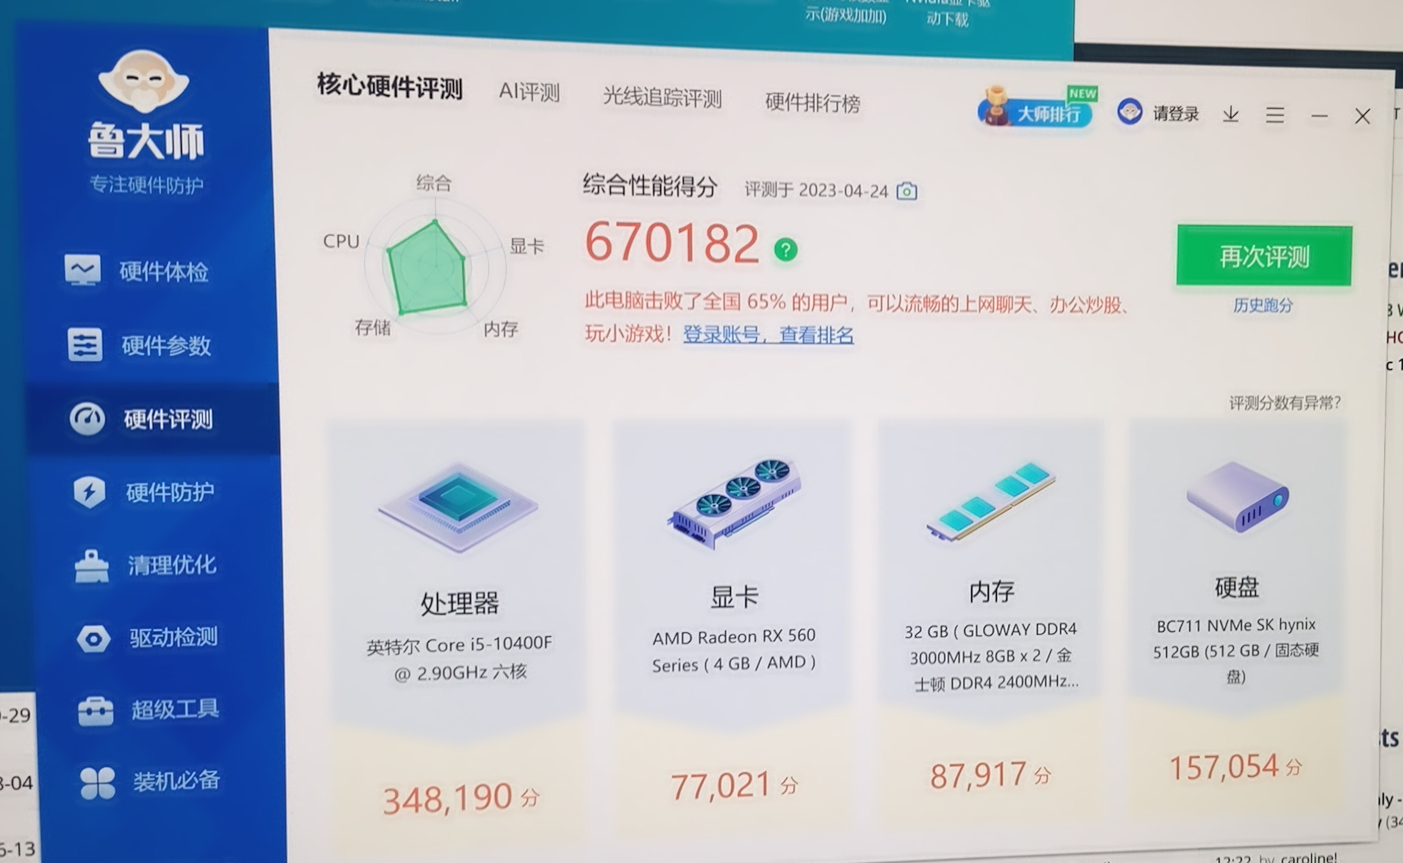 示(游戏加加)
动下载
鲁大师
专注硬件防护
硬件体检
硬件参数
硬件评测
硬件防护
清理优化
驱动检测
超级工具
装机必备
核心硬件评测
AI评测
光线追踪评测
硬件排行榜
大师排行
NEW
请登录
综合
CPU
显卡
存储
内存
综合性能得分
评测于 2023-04-24
670182
?
此电脑击败了全国 65% 的用户，可以流畅的上网聊天、办公炒股、
玩小游戏！登录账号，查看排名
再次评测
历史跑分
评测分数有异常?
处理器
英特尔 Core i5-10400F
@ 2.90GHz 六核
348,190 分
显卡
AMD Radeon RX 560
Series ( 4 GB / AMD )
77,021 分
内存
32 GB ( GLOWAY DDR4
3000MHz 8GB x 2 / 金
士顿 DDR4 2400MHz...
87,917 分
硬盘
BC711 NVMe SK hynix
512GB (512 GB / 固态硬
盘)
157,054 分
-29
-04
-13
12:22 by caroline!